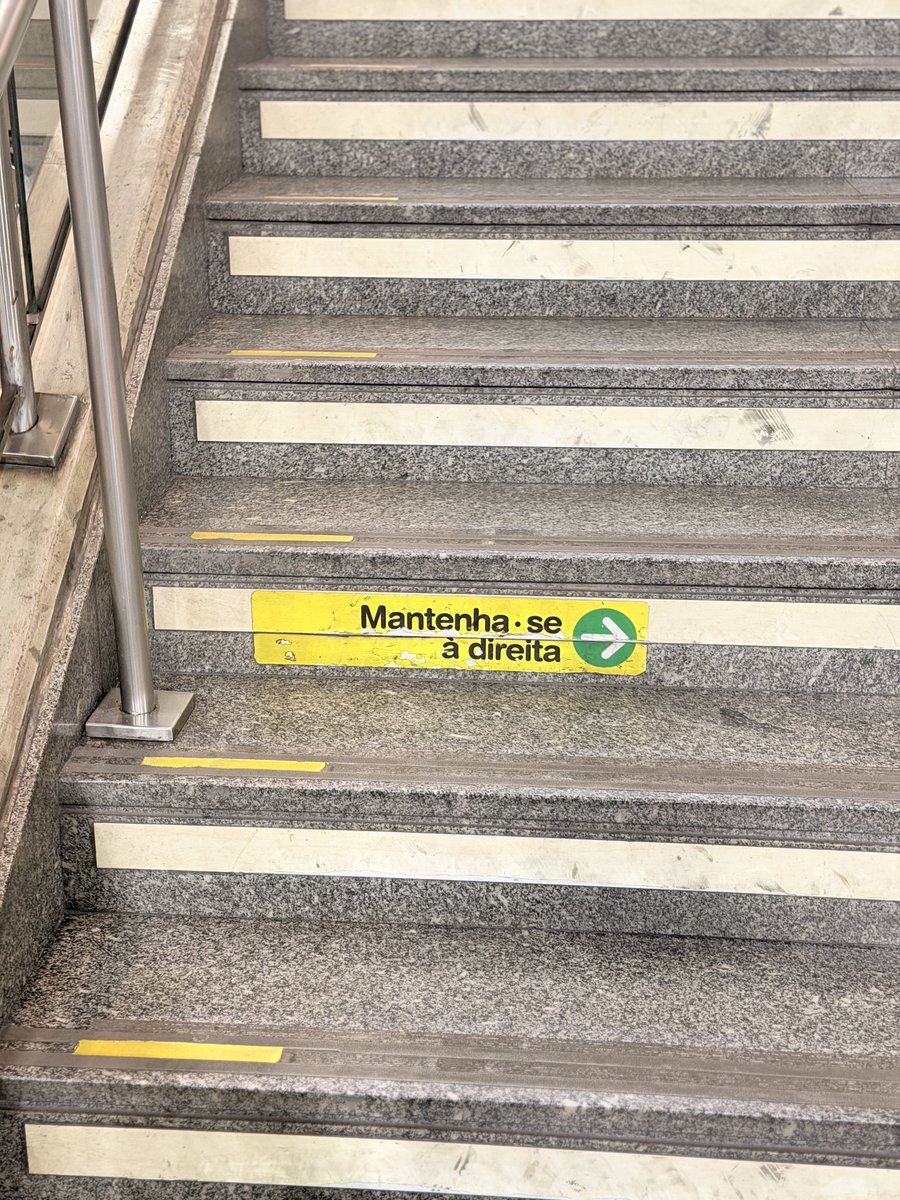 Mantenha·se
à direita